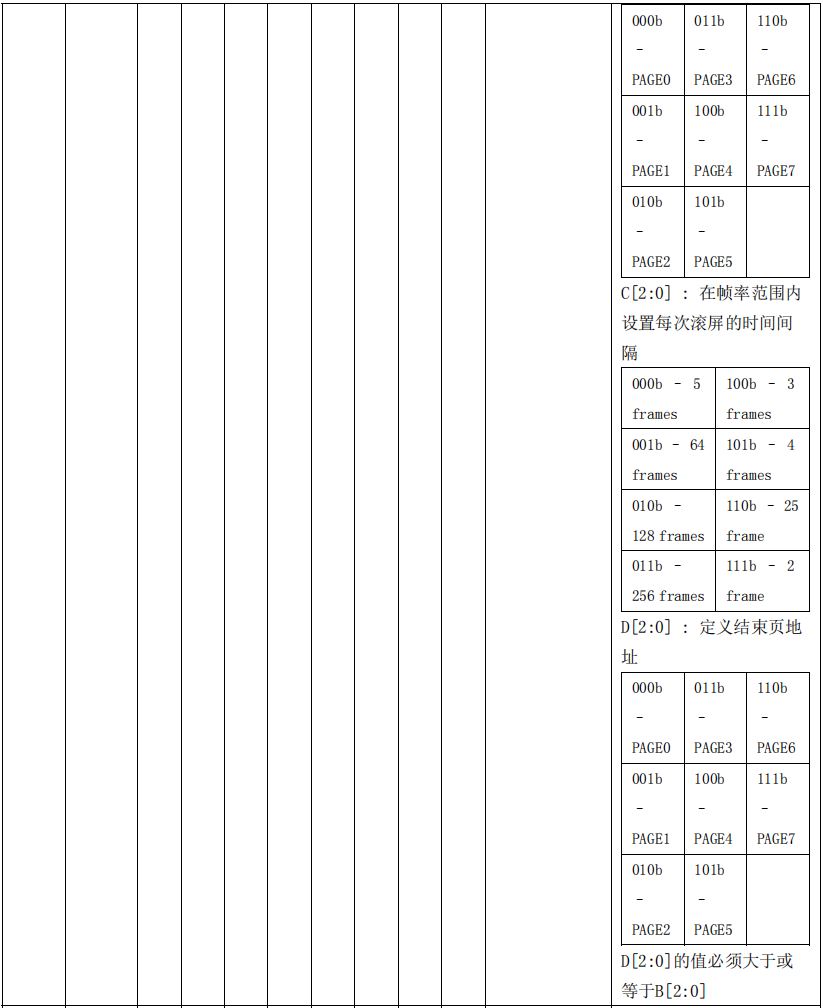 000b 011b 110b
- - -
PAGE0 PAGE3 PAGE6
001b 100b 111b
- - -
PAGE1 PAGE4 PAGE7
010b 101b
- -
PAGE2 PAGE5
C[2:0] : 在帧率范围内
设置每次滚屏的时间间
隔
000b - 5 100b - 3
frames frames
001b - 64 101b - 4
frames frames
010b - 110b - 25
128 frames frame
011b - 111b - 2
256 frames frame
D[2:0] : 定义结束页地
址
000b 011b 110b
- - -
PAGE0 PAGE3 PAGE6
001b 100b 111b
- - -
PAGE1 PAGE4 PAGE7
010b 101b
- -
PAGE2 PAGE5
D[2:0]的值必须大于或
等于B[2:0]